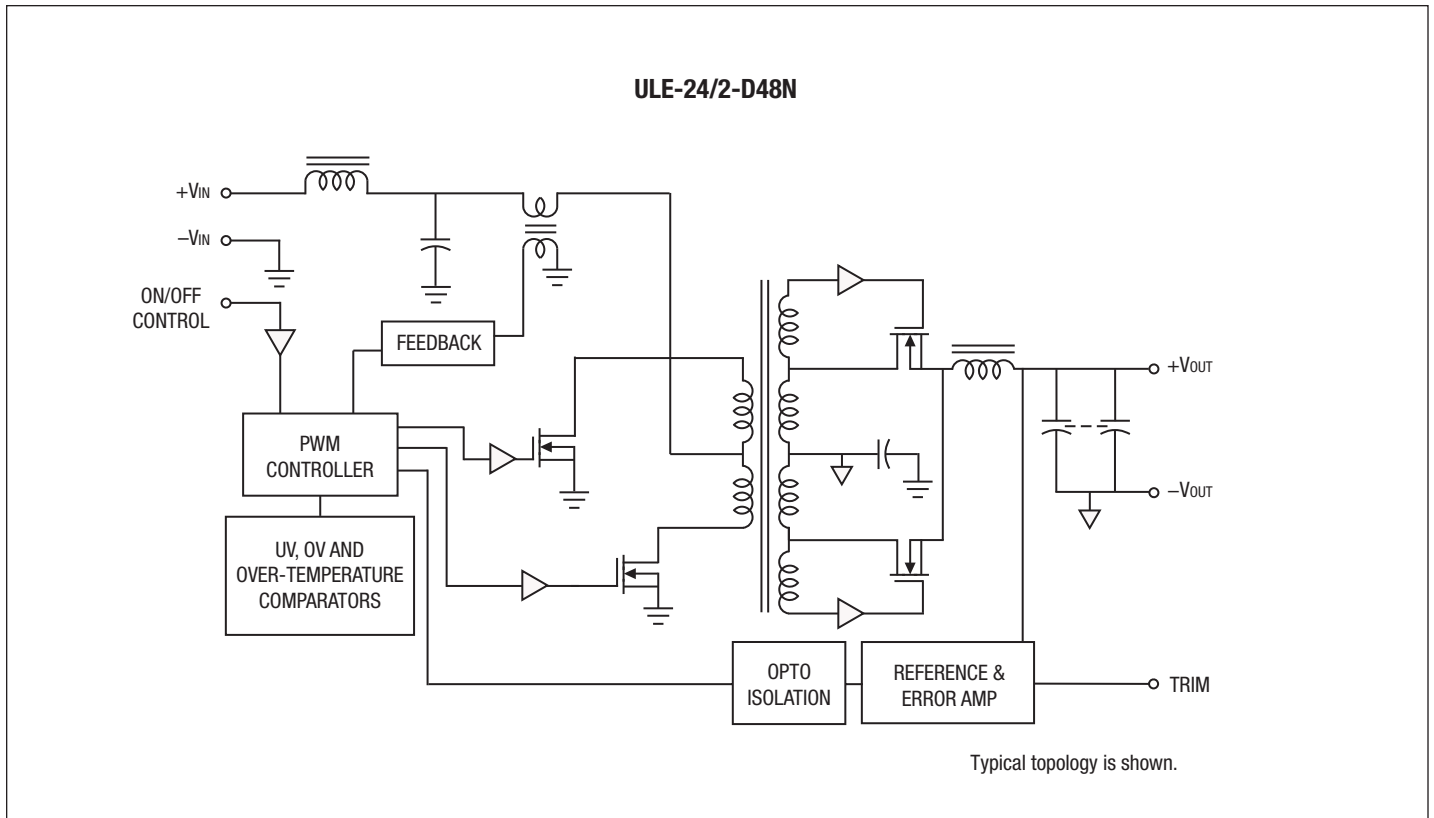 ULE-24/2-D48N
+VIN
–VIN
ON/OFF
CONTROL
FEEDBACK
+VOUT
PWM
CONTROLLER
–VOUT
UV, OV AND
OVER-TEMPERATURE
COMPARATORS
OPTO
ISOLATION
REFERENCE &
ERROR AMP
TRIM
Typical topology is shown.